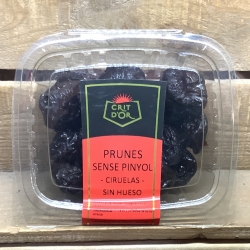 CRIT
D'OR
PRUNES
SENSE PINYOL
- CIRUELAS -
SIN HUESO